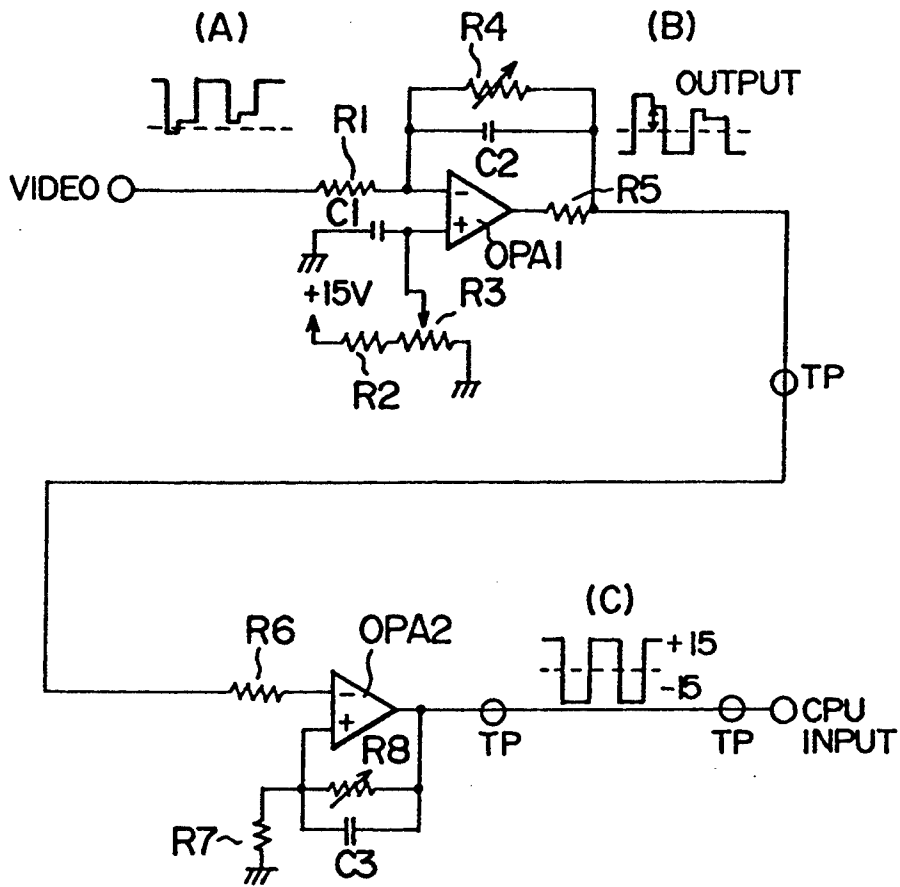 (A)
R4
(B)
OUTPUT
R1
C2
VIDEO
C1
−
+
R5
OPA1
+15V
R3
R2
TP
(C)
R6
OPA2
+15
−15
−
+
TP
TP
CPU
INPUT
R8
R7
C3